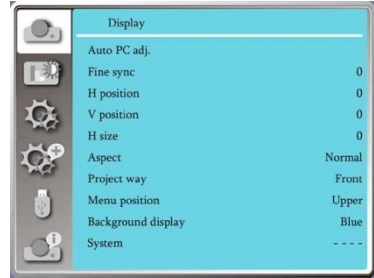 Display
Auto PC adj.
Fine sync 0
H position 0
V position 0
H size 0
Aspect Normal
Project way Front
Menu position Upper
Background display Blue
System - - - -